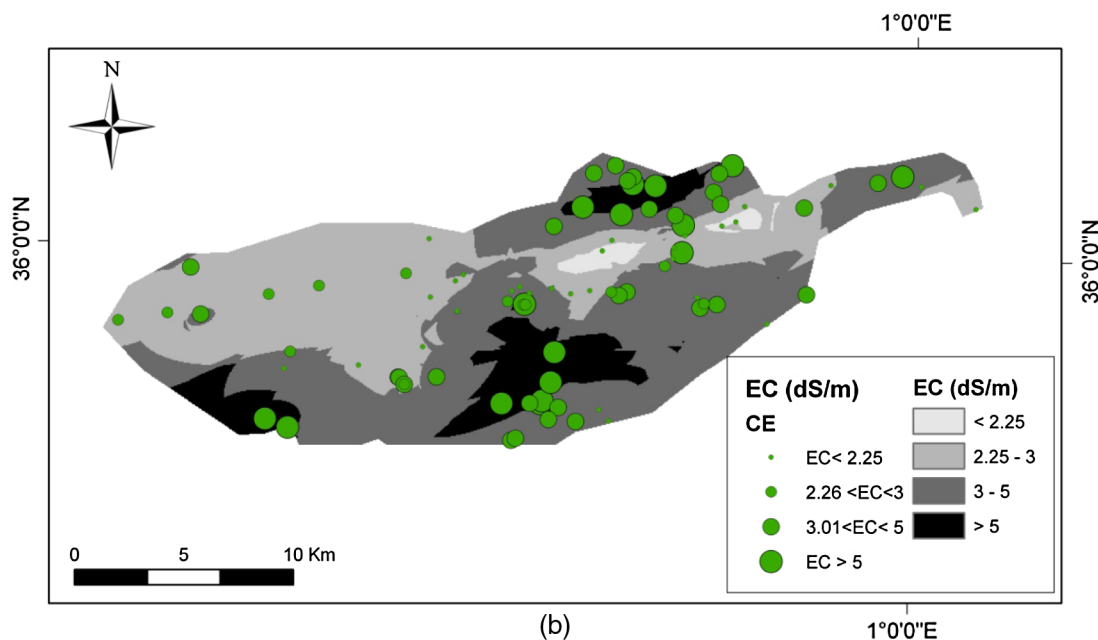 1°0'0"E
N
36°0'0"N
36°0'0"N
EC (dS/m)
CE
EC< 2.25
2.26 <EC<3
3.01<EC< 5
EC > 5
EC (dS/m)
< 2.25
2.25 - 3
3 - 5
> 5
0 5 10 Km
(b)
1°0'0"E